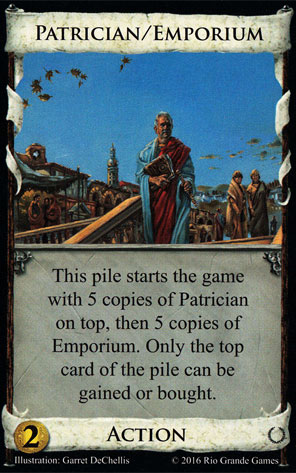 PATRICIAN/EMPORIUM
This pile starts the game
with 5 copies of Patrician
on top, then 5 copies of
Emporium. Only the top
card of the pile can be
gained or bought.
2
ACTION
Illustration: Garret DeChellis © 2016 Rio Grande Games